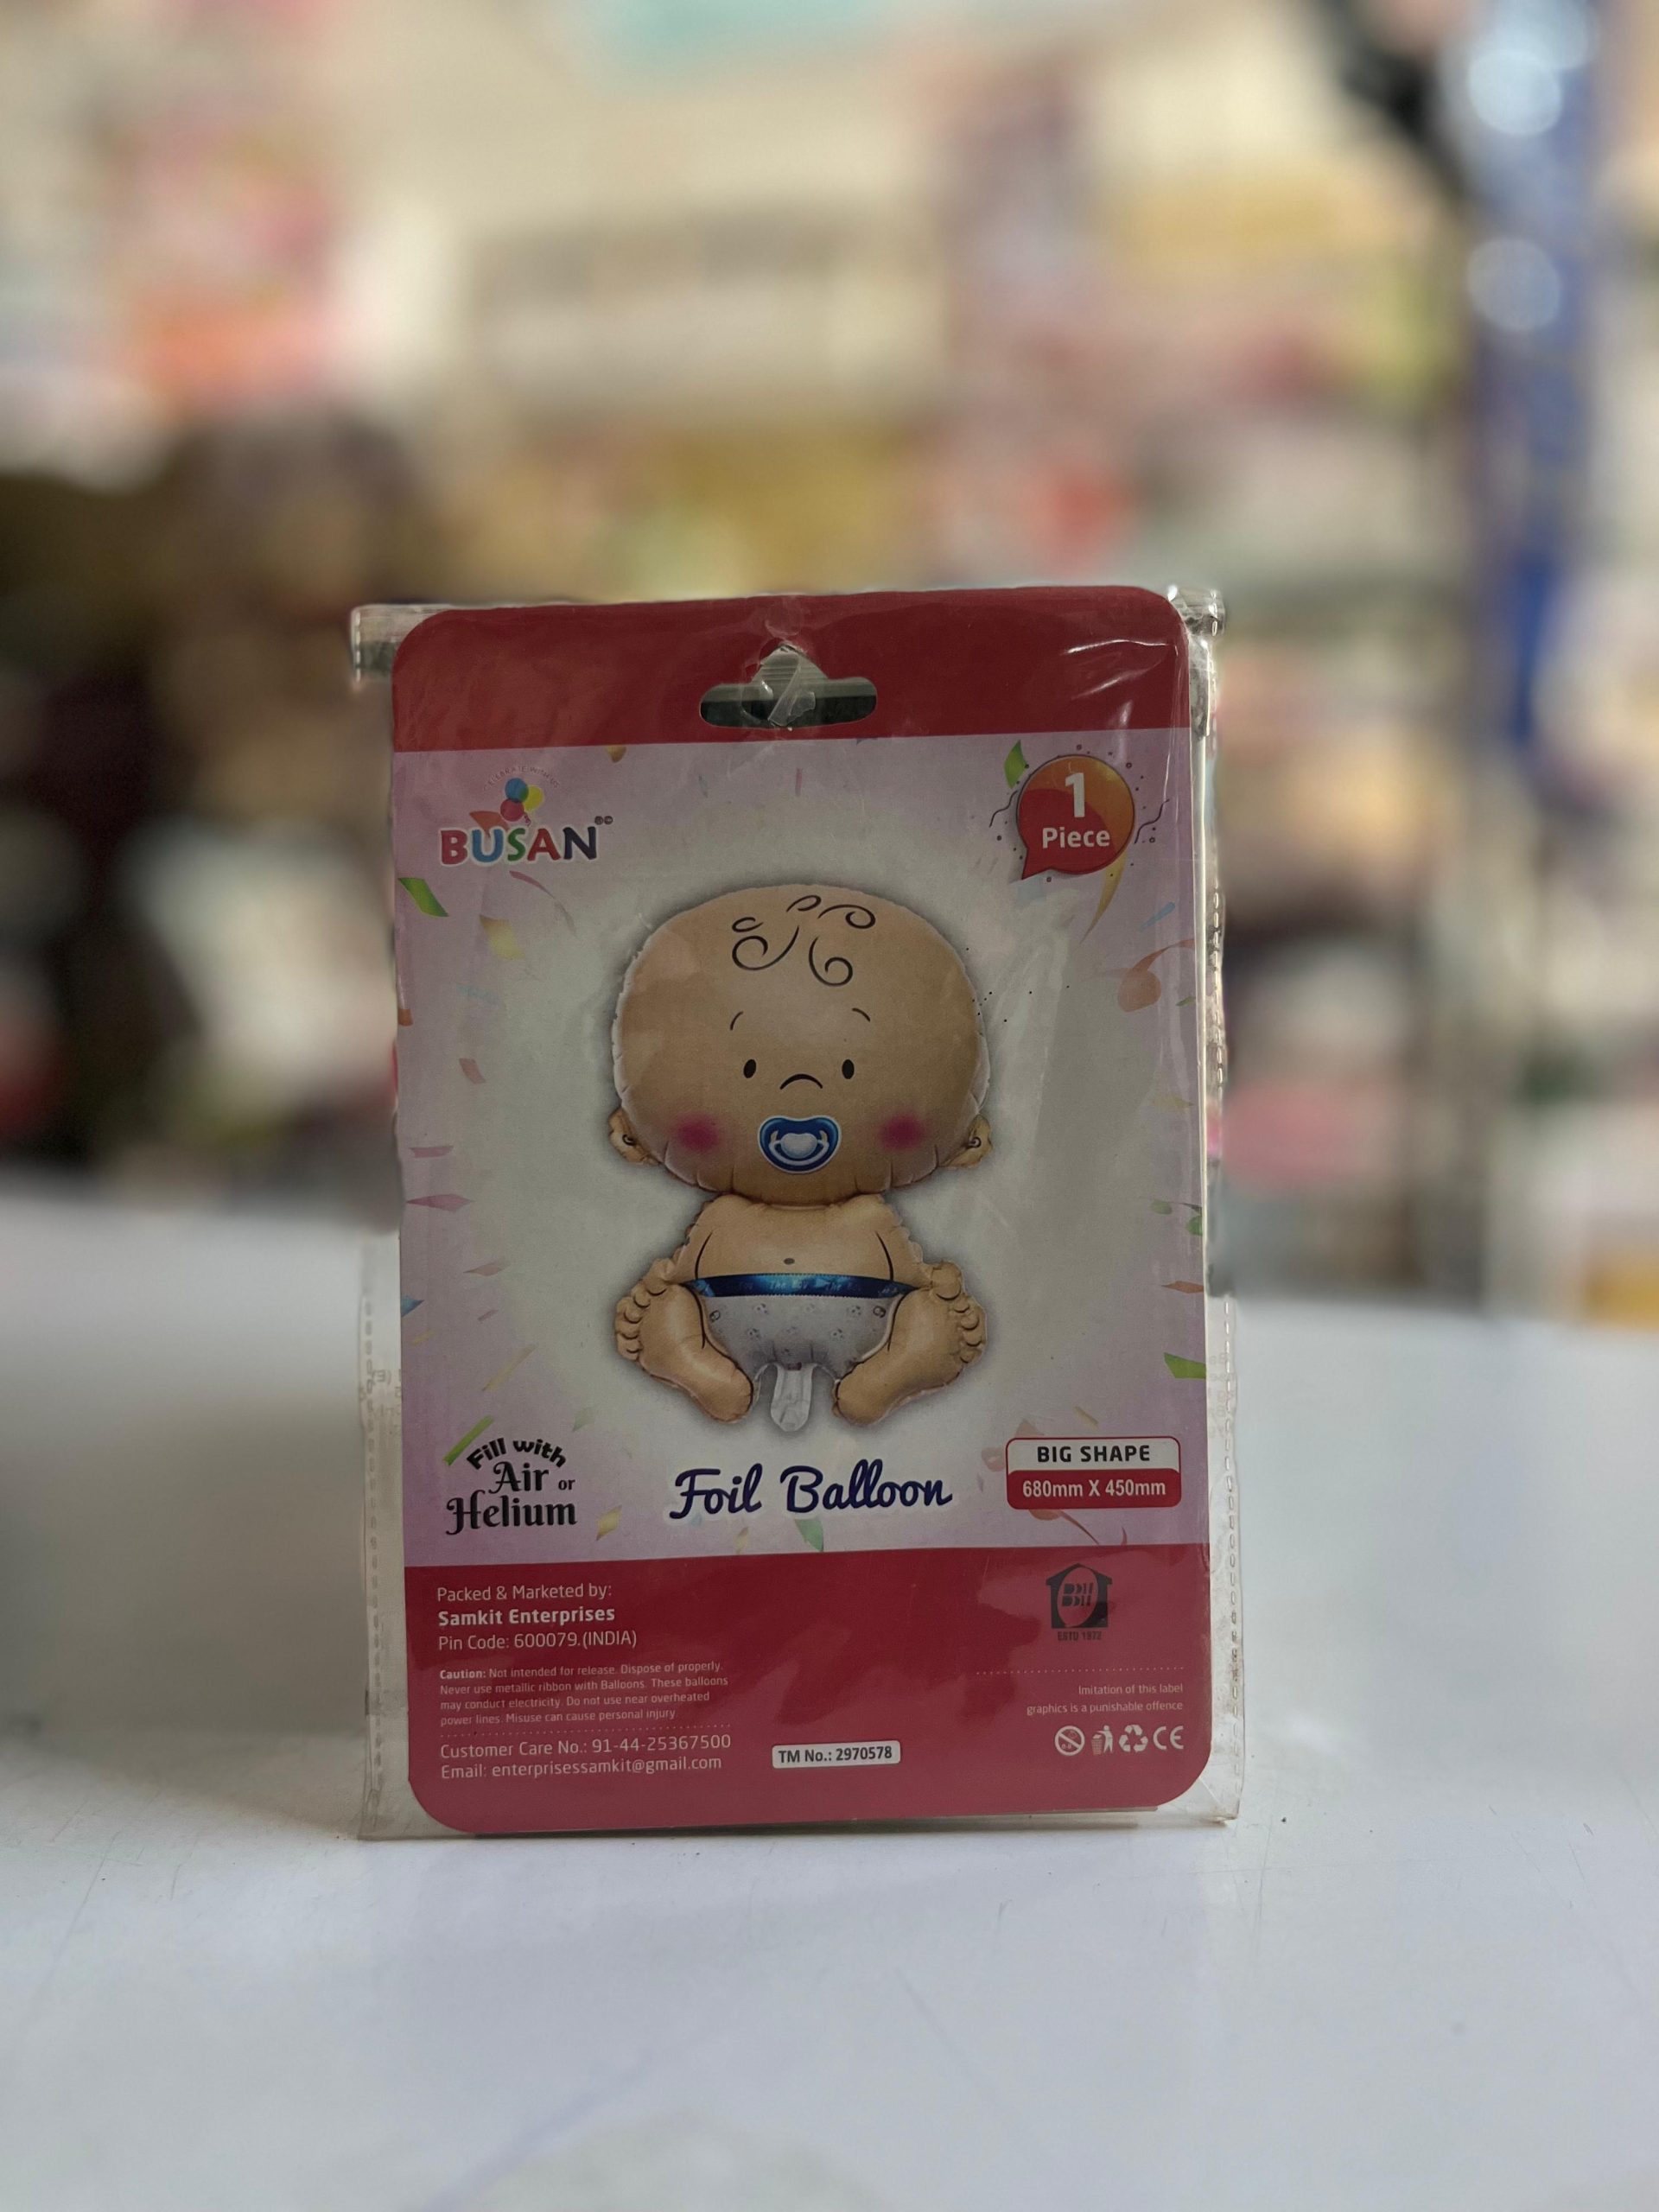 BUSAN
1
Piece
Fill with
Air or
Helium
Foil Balloon
BIG SHAPE
680mm X 450mm
Packed & Marketed by:
Samkit Enterprises
Pin Code: 600079.(INDIA)
Caution: Not intended for release. Dispose of properly.
Never use metallic ribbon with Balloons. These balloons
may conduct electricity. Do not use near overheated
power lines. Misuse can cause personal injury
Customer Care No.: 91-44-25367500
Email: enterprisessamkit@gmail.com
TM No.: 2970578
ESTD 1972
Imitation of this label
graphics is a punishable offence
CE